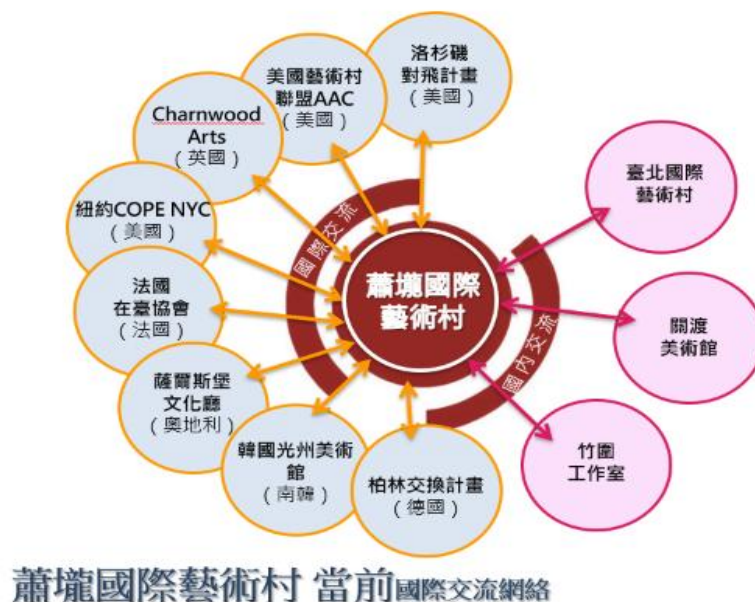 洛杉磯
對飛計畫
（美國）
美國藝術村
聯盟AAC
（美國）
Charnwood
Arts
（英國）
紐約COPE NYC
（美國）
法國
在臺協會
（法國）
薩爾斯堡
文化廳
（奧地利）
韓國光州美術
館
（南韓）
柏林交換計畫
（德國）
國際交流
蕭壠國際
藝術村
國內交流
臺北國際
藝術村
關渡
美術館
竹圍
工作室
蕭壠國際藝術村 當前國際交流網絡